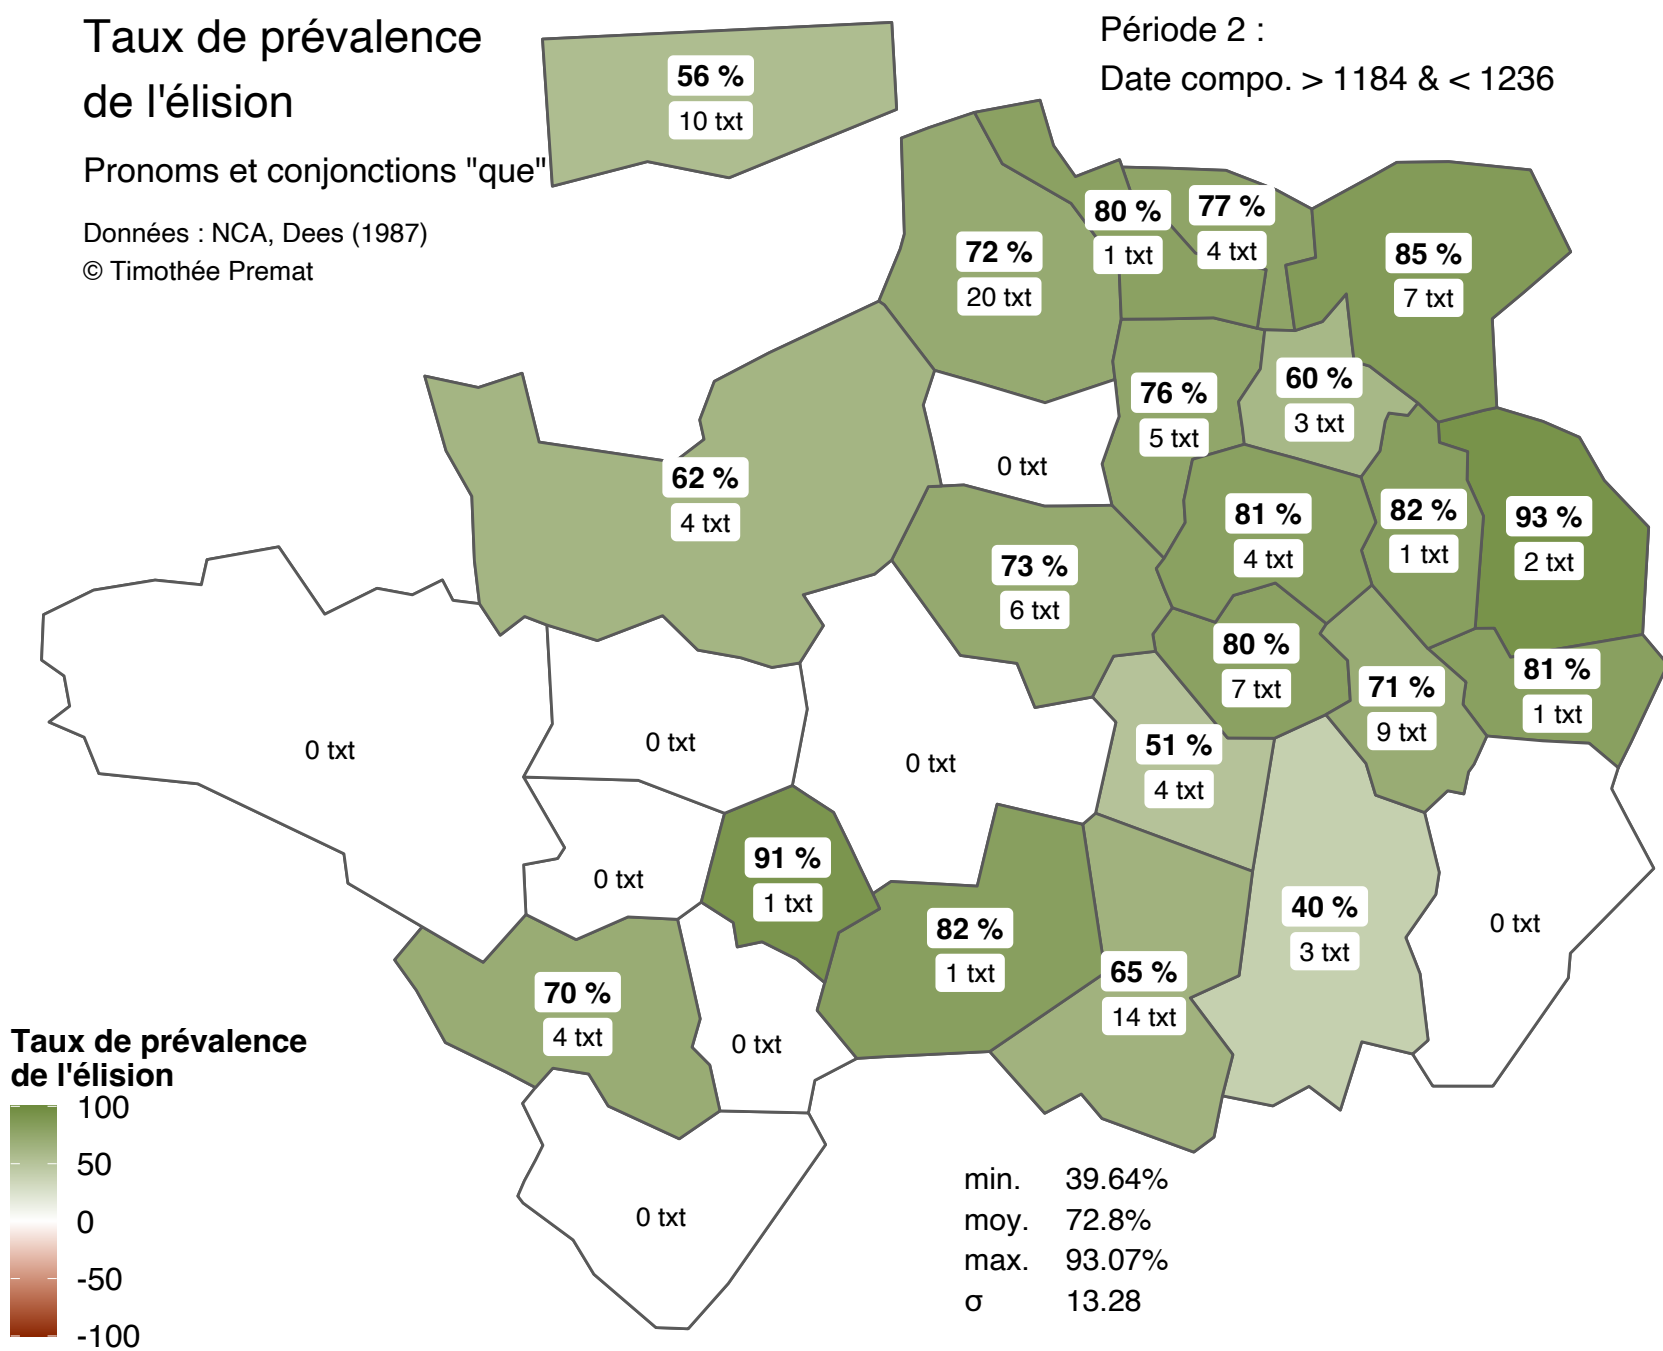 Taux de prévalence
de l'élision
Pronoms et conjonctions "que"
Données : NCA, Dees (1987)
© Timothée Premat
Période 2 :
Date compo. > 1184 & < 1236
56 %
10 txt
72 %
20 txt
80 %
1 txt
77 %
4 txt
85 %
7 txt
76 %
5 txt
60 %
3 txt
0 txt
62 %
4 txt
73 %
6 txt
81 %
4 txt
82 %
1 txt
93 %
2 txt
80 %
7 txt
71 %
9 txt
81 %
1 txt
0 txt
0 txt
0 txt
51 %
4 txt
0 txt
91 %
1 txt
82 %
1 txt
65 %
14 txt
40 %
3 txt
0 txt
70 %
4 txt
0 txt
0 txt
Taux de prévalence
de l'élision
100
50
0
-50
-100
min. 39.64%
moy. 72.8%
max. 93.07%
σ 13.28